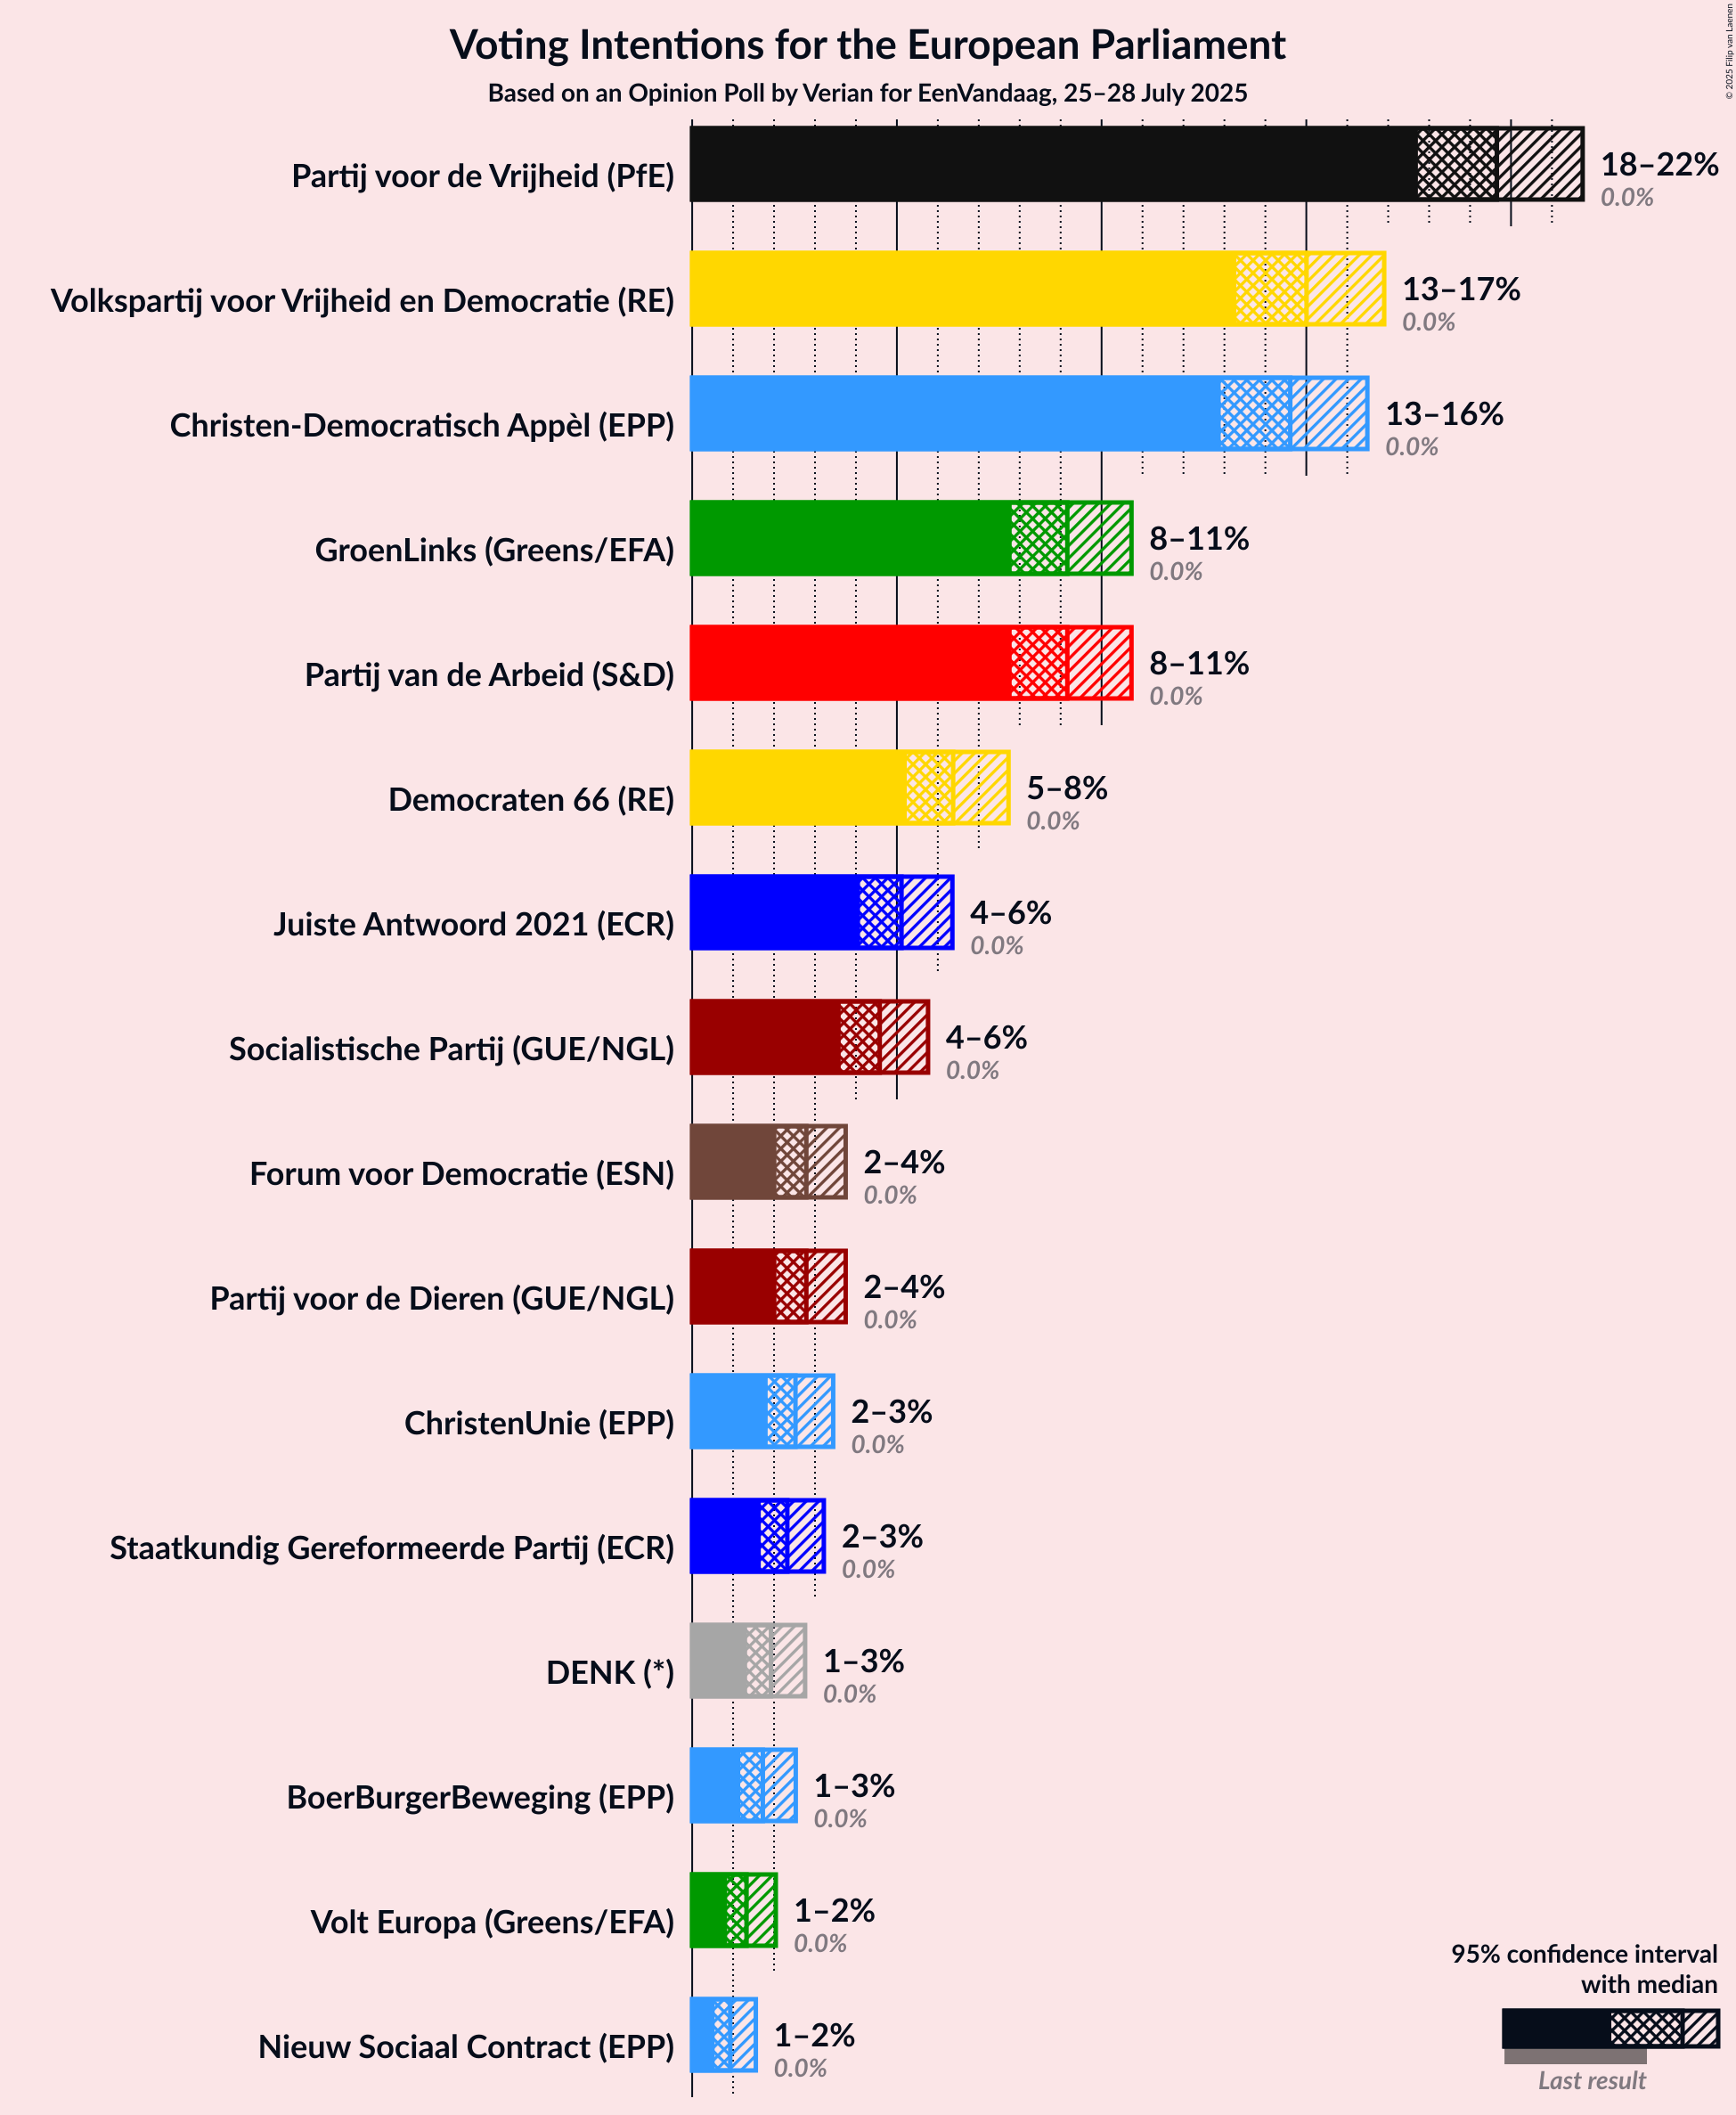 Voting Intentions for the European Parliament
Based on an Opinion Poll by Verian for EenVandaag, 25–28 July 2025
© 2025 Filip van Laenen
Partij voor de Vrijheid (PfE)
18–22%
0.0%
Volkspartij voor Vrijheid en Democratie (RE)
13–17%
0.0%
Christen-Democratisch Appèl (EPP)
13–16%
0.0%
GroenLinks (Greens/EFA)
8–11%
0.0%
Partij van de Arbeid (S&D)
8–11%
0.0%
Democraten 66 (RE)
5–8%
0.0%
Juiste Antwoord 2021 (ECR)
4–6%
0.0%
Socialistische Partij (GUE/NGL)
4–6%
0.0%
Forum voor Democratie (ESN)
2–4%
0.0%
Partij voor de Dieren (GUE/NGL)
2–4%
0.0%
ChristenUnie (EPP)
2–3%
0.0%
Staatkundig Gereformeerde Partij (ECR)
2–3%
0.0%
DENK (*)
1–3%
0.0%
BoerBurgerBeweging (EPP)
1–3%
0.0%
Volt Europa (Greens/EFA)
1–2%
0.0%
Nieuw Sociaal Contract (EPP)
1–2%
0.0%
95% confidence interval
with median
Last result